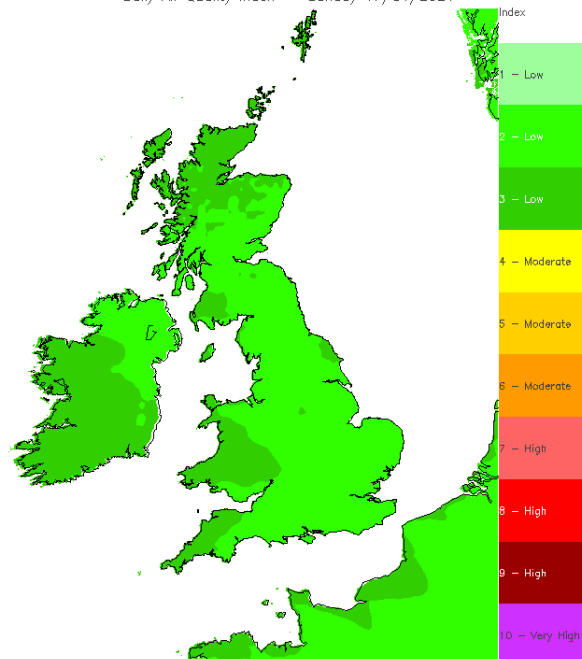 Index
1 - Low
2 - Low
3 - Low
4 - Moderate
5 - Moderate
6 - Moderate
7 - High
8 - High
9 - High
10 - Very High